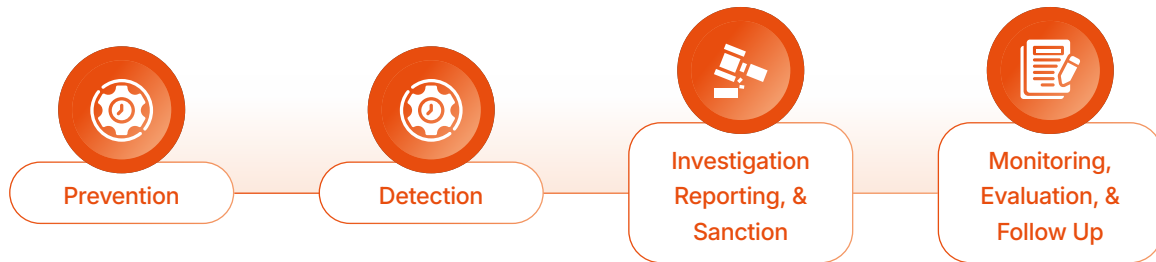 Prevention
Detection
Investigation
Reporting, &
Sanction
Monitoring,
Evaluation, &
Follow Up